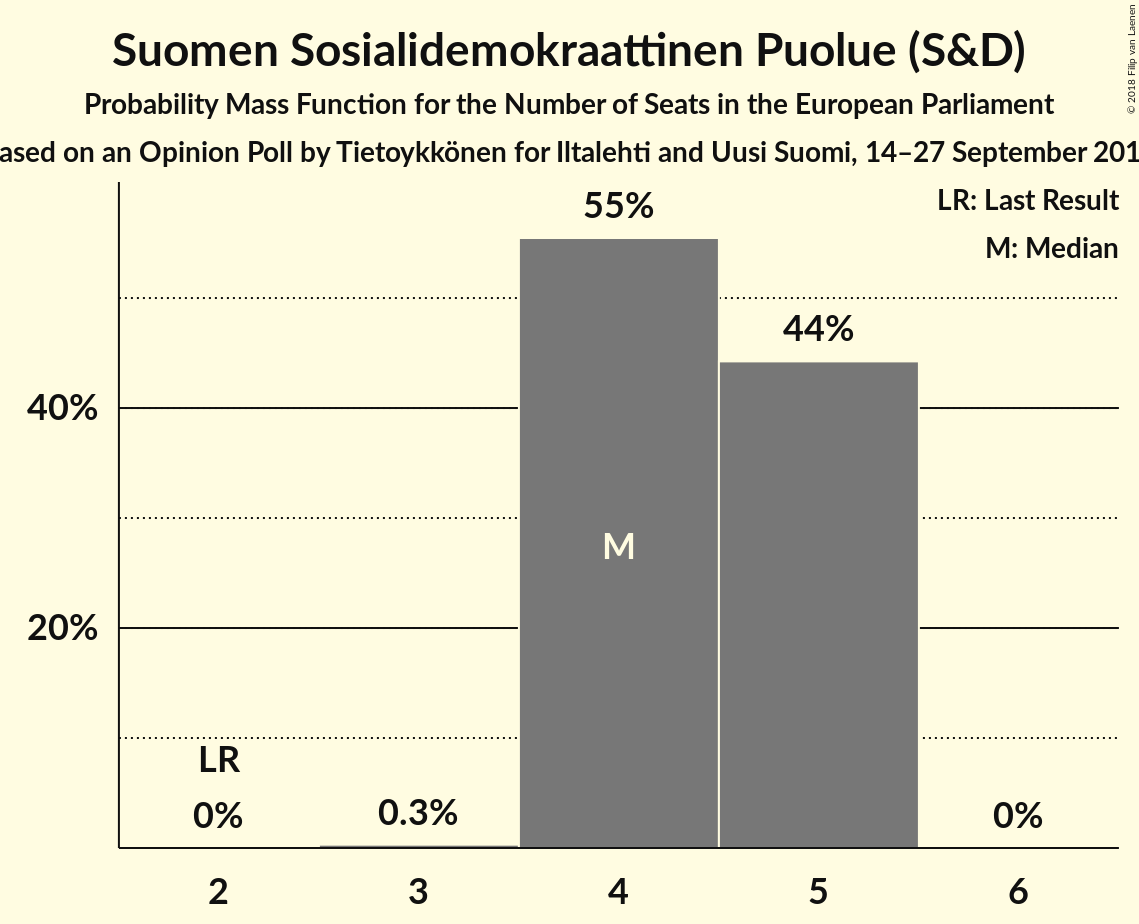 Suomen Sosialidemokraattinen Puolue (S&D)
Probability Mass Function for the Number of Seats in the European Parliament
ased on an Opinion Poll by Tietoykkönen for Iltalehti and Uusi Suomi, 14–27 September 201
© 2018 Filip van Laenen
LR: Last Result
M: Median
55%
44%
40%
M
20%
LR
0%
0.3%
0%
2
3
4
5
6